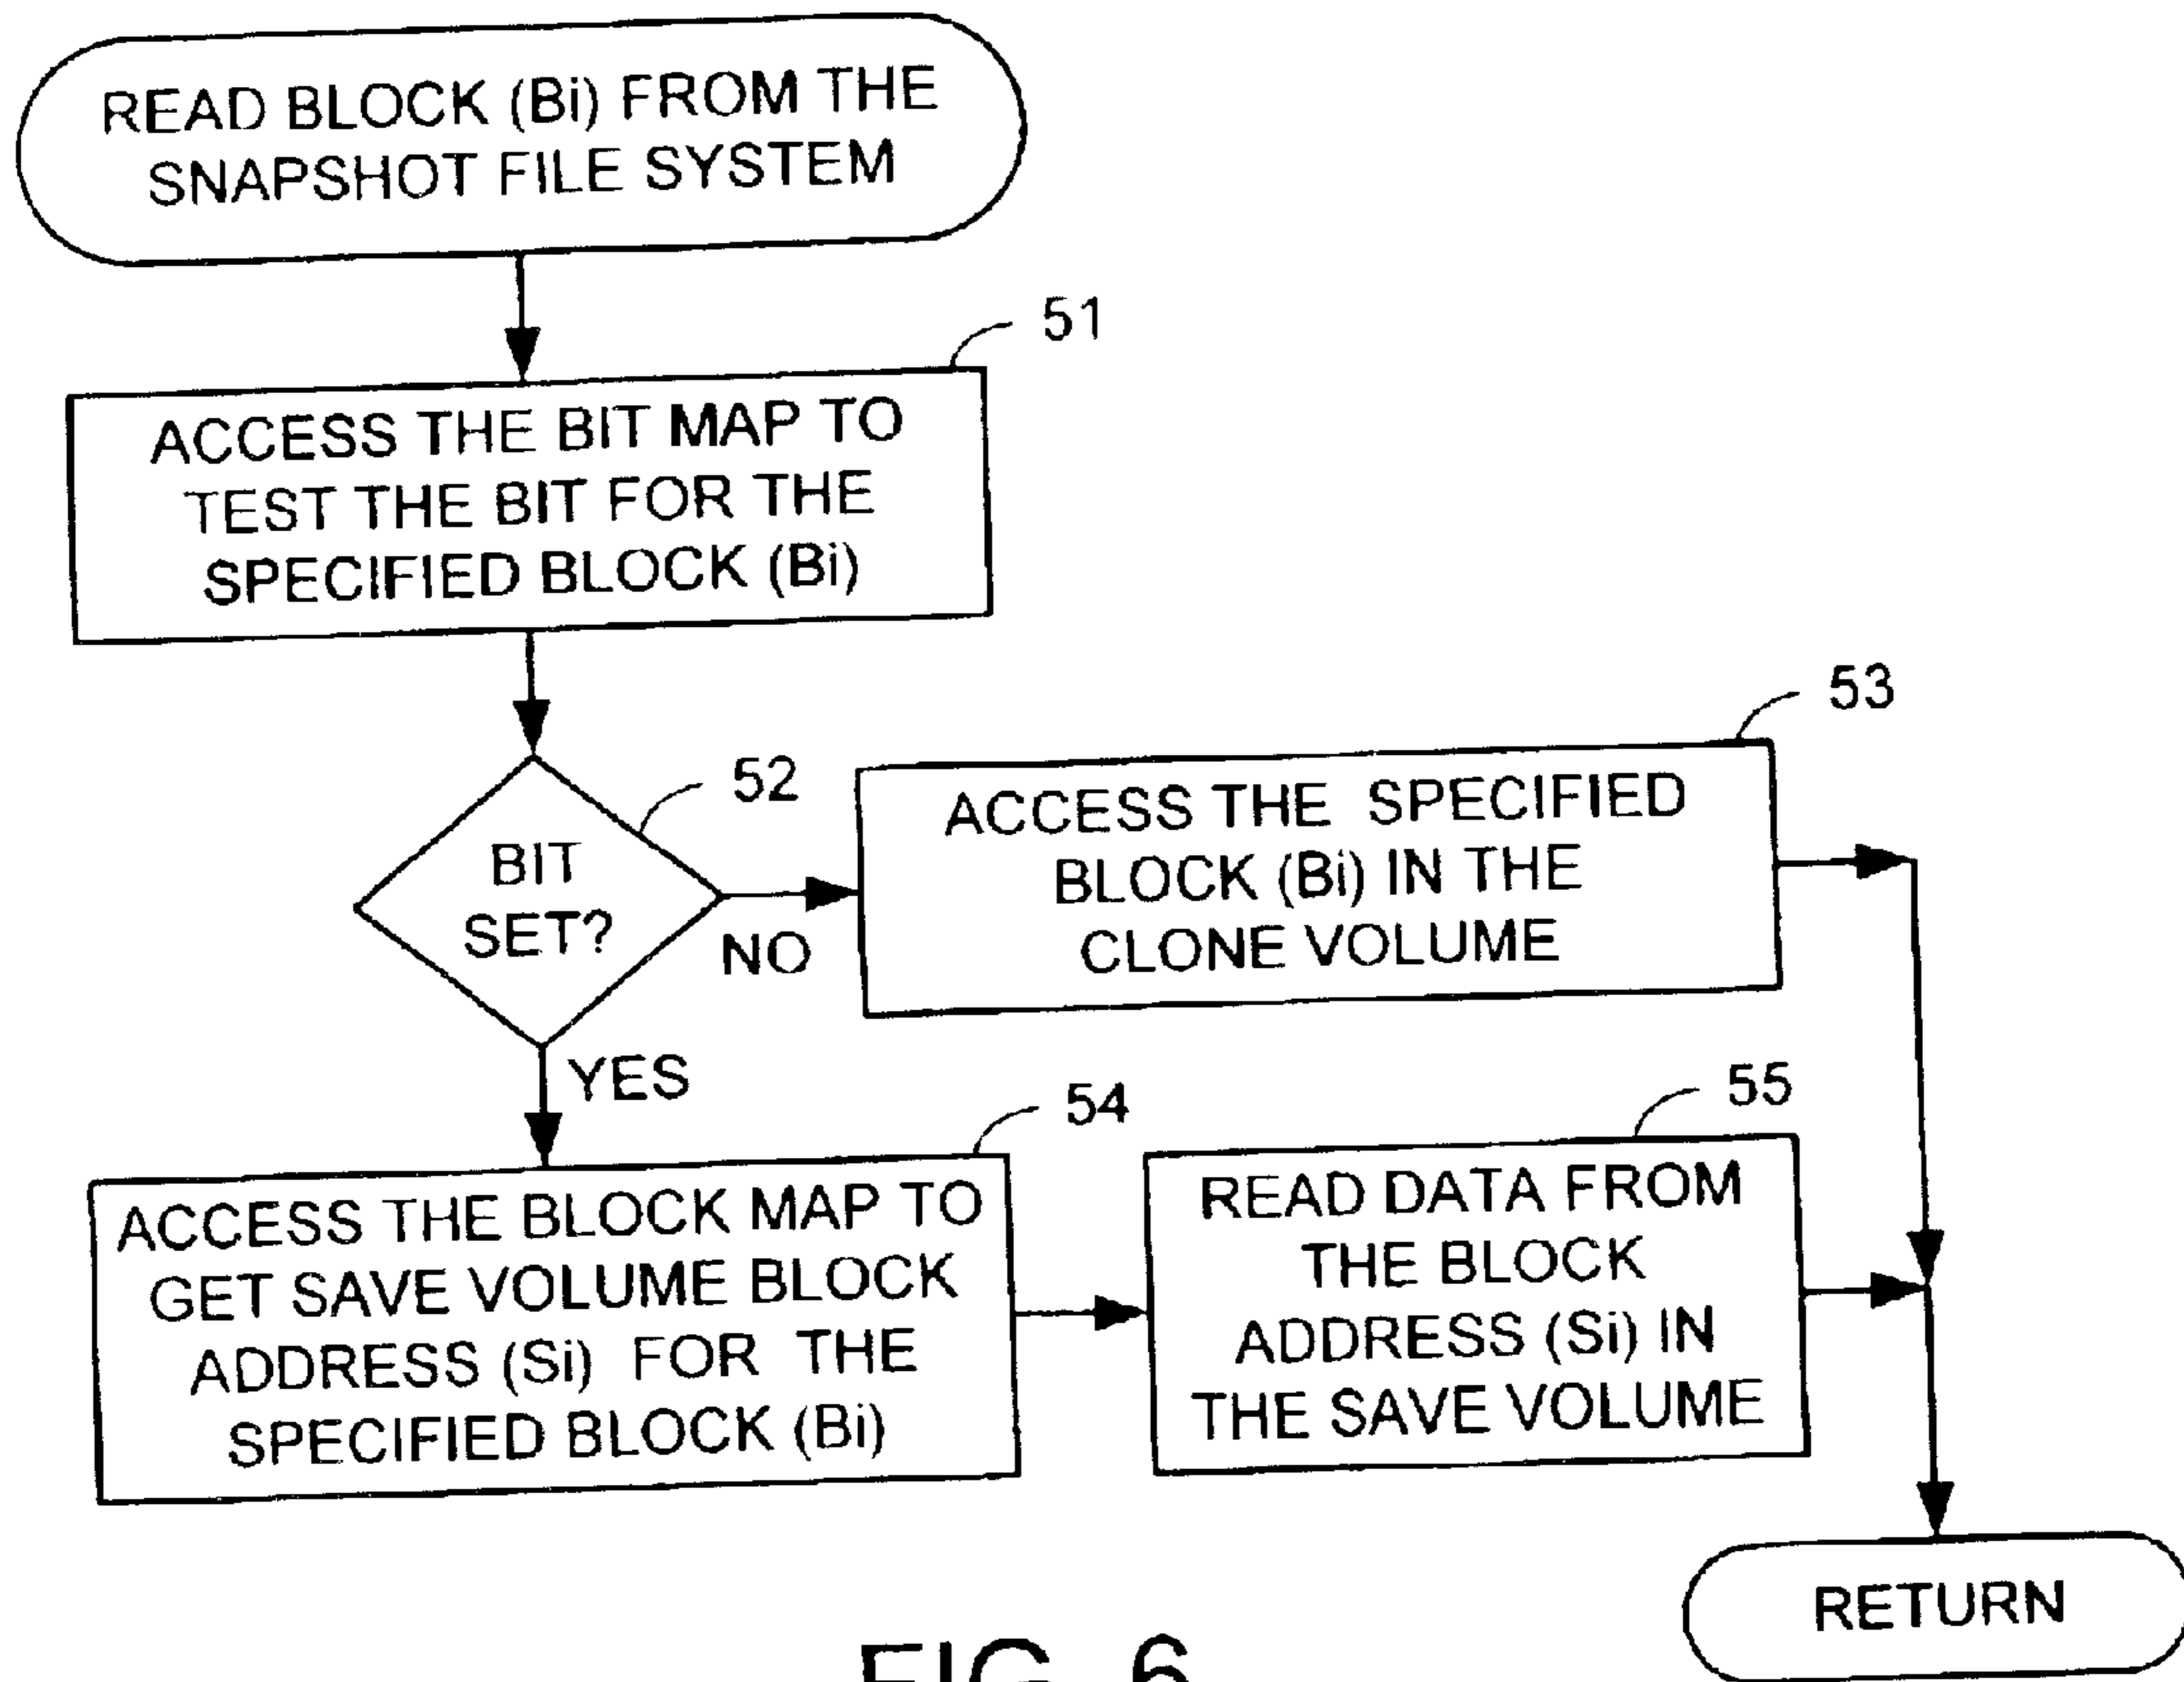 READ BLOCK (Bi) FROM THE
SNAPSHOT FILE SYSTEM
51
ACCESS THE BIT MAP TO
TEST THE BIT FOR THE
SPECIFIED BLOCK (Bi)
52
BIT
SET?
NO
YES
53
ACCESS THE SPECIFIED
BLOCK (Bi) IN THE
CLONE VOLUME
54
ACCESS THE BLOCK MAP TO
GET SAVE VOLUME BLOCK
ADDRESS (Si) FOR THE
SPECIFIED BLOCK (Bi)
55
READ DATA FROM
THE BLOCK
ADDRESS (Si) IN
THE SAVE VOLUME
RETURN
FIG. 6